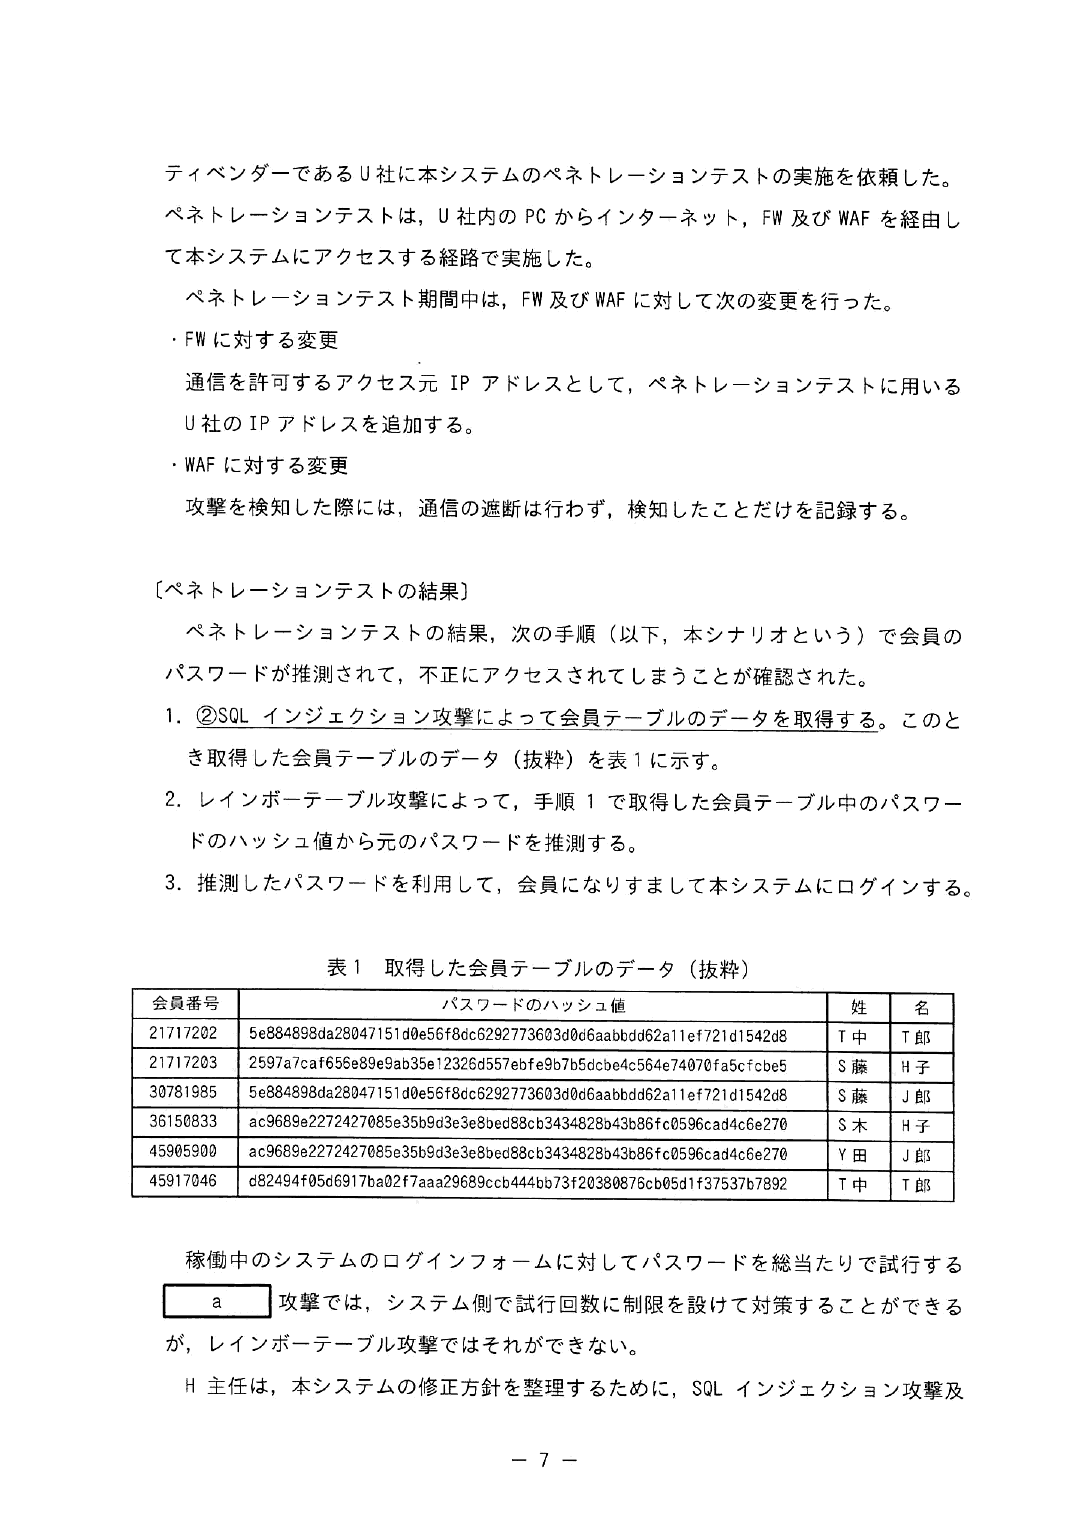 ティベンダーであるU社に本システムのペネトレーションテストの実施を依頼した。
ペネトレーションテストは，U 社内の PC からインターネット，FW 及び WAF を経由し
て本システムにアクセスする経路で実施した。
ペネトレーションテスト期間中は，FW 及び WAF に対して次の変更を行った。
・FW に対する変更
通信を許可するアクセス元 IP アドレスとして，ペネトレーションテストに用いる
U 社の IP アドレスを追加する。
・WAF に対する変更
攻撃を検知した際には，通信の遮断は行わず，検知したことだけを記録する。
〔ペネトレーションテストの結果〕
ペネトレーションテストの結果，次の手順（以下，本シナリオという）で会員の
パスワードが推測されて，不正にアクセスされてしまうことが確認された。
1．②SQL インジェクション攻撃によって会員テーブルのデータを取得する。このと
き取得した会員テーブルのデータ（抜粋）を表１に示す。
2．レインボーテーブル攻撃によって，手順 1 で取得した会員テーブル中のパスワー
ドのハッシュ値から元のパスワードを推測する。
3．推測したパスワードを利用して，会員になりすまして本システムにログインする。
表１ 取得した会員テーブルのデータ（抜粋）
会員番号 パスワードのハッシュ値 姓 名
21717202 5e884898da28047151d0e56f8dc6292773603d0d6aabbdd62a11ef721d1542d8 T中 T郎
21717203 2597a7caf656e89e9ab35e12326d557ebfe9b7b5dcbe4c564e74070fa5cfcbe5 S藤 H子
30781985 5e884898da28047151d0e56f8dc6292773603d0d6aabbdd62a11ef721d1542d8 S藤 J郎
36150833 ac9689e2272427085e35b9d3e3e8bed88cb3434828b43b86fc0596cad4c6e270 S木 H子
45905900 ac9689e2272427085e35b9d3e3e8bed88cb3434828b43b86fc0596cad4c6e270 Y田 J郎
45917046 d82494f05d6917ba02f7aaa29689ccb444bb73f20380876cb05d1f37537b7892 T中 T郎
稼働中のシステムのログインフォームに対してパスワードを総当たりで試行する
a 攻撃では，システム側で試行回数に制限を設けて対策することができる
が，レインボーテーブル攻撃ではそれができない。
H 主任は，本システムの修正方針を整理するために，SQL インジェクション攻撃及
－ 7 －